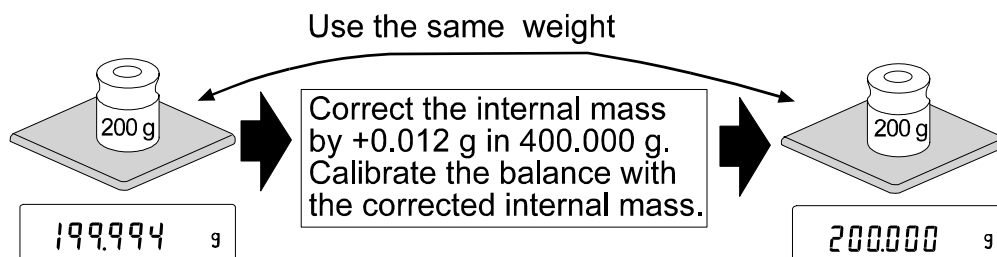 Use the same weight
200 g
Correct the internal mass
by +0.012 g in 400.000 g.
Calibrate the balance with
the corrected internal mass.
200 g
199.994 g
200.000 g